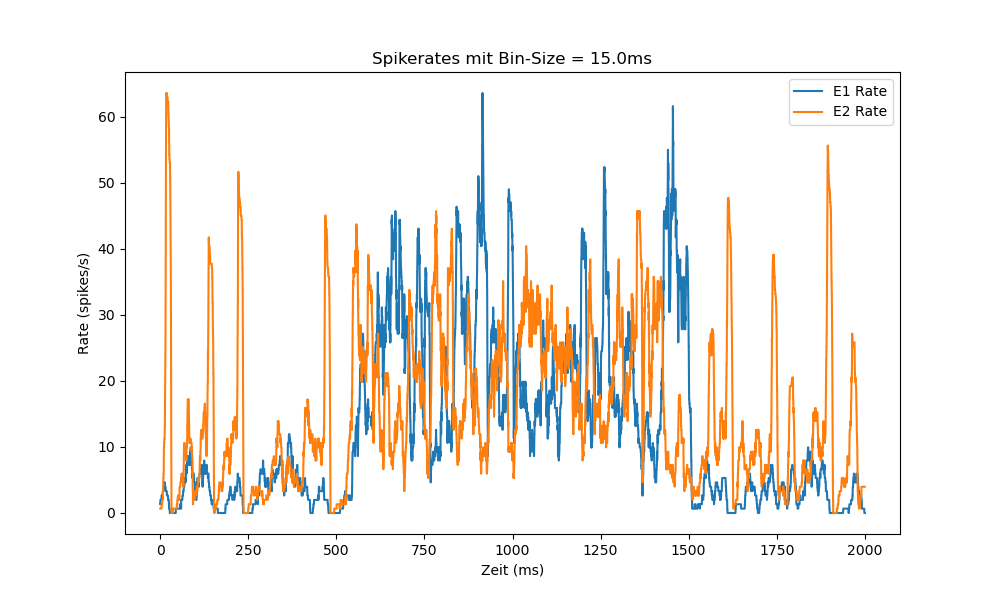 Spikerates mit Bin-Size = 15.0ms
E1 Rate
E2 Rate
60
50
40
30
20
10
0
Rate (spikes/s)
0 250 500 750 1000 1250 1500 1750 2000
Zeit (ms)